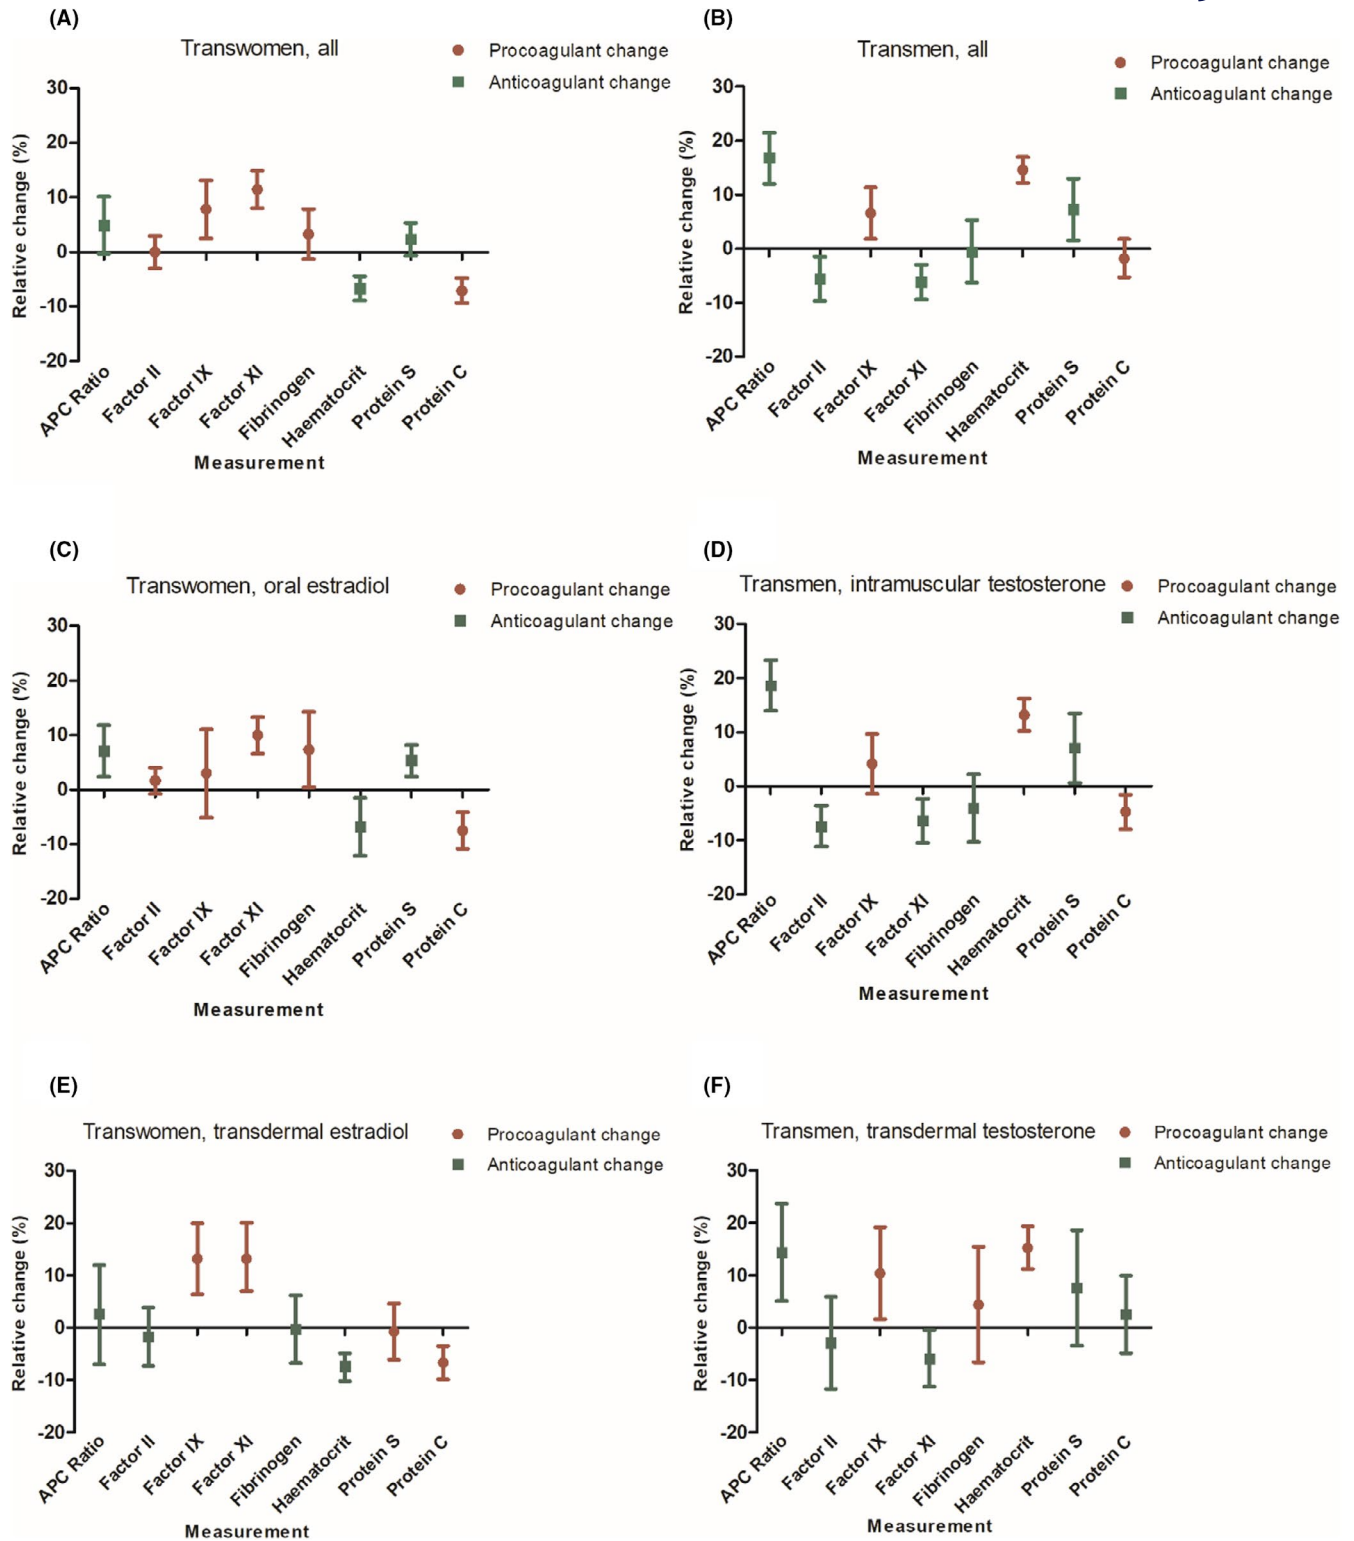 (A)
Transwomen, all
Procoagulant change
Anticoagulant change
30
20
10
0
-10
-20
Relative change (%)
APC Ratio
Factor II
Factor IX
Factor XI
Fibrinogen
Haematocrit
Protein S
Protein C
Measurement
(B)
Transmen, all
Procoagulant change
Anticoagulant change
30
20
10
0
-10
-20
Relative change (%)
APC Ratio
Factor II
Factor IX
Factor XI
Fibrinogen
Haematocrit
Protein S
Protein C
Measurement
(C)
Transwomen, oral estradiol
Procoagulant change
Anticoagulant change
30
20
10
0
-10
-20
Relative change (%)
APC Ratio
Factor II
Factor IX
Factor XI
Fibrinogen
Haematocrit
Protein S
Protein C
Measurement
(D)
Transmen, intramuscular testosterone
Procoagulant change
Anticoagulant change
30
20
10
0
-10
-20
Relative change (%)
APC Ratio
Factor II
Factor IX
Factor XI
Fibrinogen
Haematocrit
Protein S
Protein C
Measurement
(E)
Transwomen, transdermal estradiol
Procoagulant change
Anticoagulant change
30
20
10
0
-10
-20
Relative change (%)
APC Ratio
Factor II
Factor IX
Factor XI
Fibrinogen
Haematocrit
Protein S
Protein C
Measurement
(F)
Transmen, transdermal testosterone
Procoagulant change
Anticoagulant change
30
20
10
0
-10
-20
Relative change (%)
APC Ratio
Factor II
Factor IX
Factor XI
Fibrinogen
Haematocrit
Protein S
Protein C
Measurement